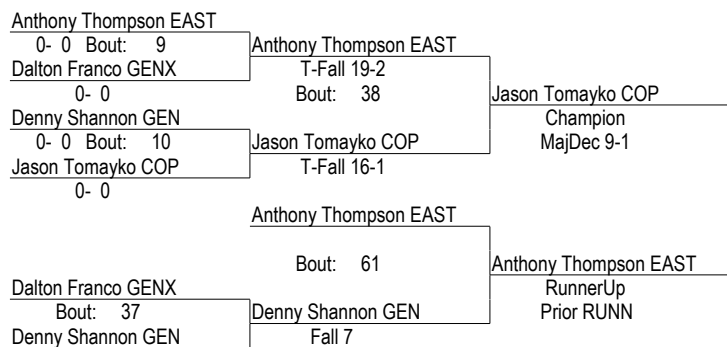 Anthony Thompson EAST
0- 0 Bout: 9
Anthony Thompson EAST
Dalton Franco GENX
T-Fall 19-2
0- 0
Bout: 38
Jason Tomayko COP
Denny Shannon GEN
Champion
0- 0 Bout: 10
Jason Tomayko COP
MajDec 9-1
Jason Tomayko COP
T-Fall 16-1
0- 0
Anthony Thompson EAST
Bout: 61
Anthony Thompson EAST
Dalton Franco GENX
RunnerUp
Bout: 37
Denny Shannon GEN
Prior RUNN
Denny Shannon GEN
Fall 7